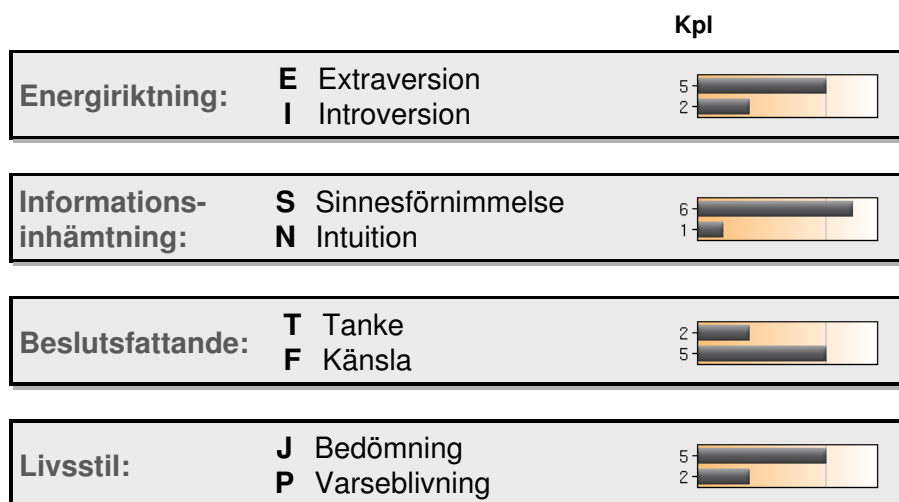 Kpl
Energiriktning:
E Extraversion
I Introversion
5
2
Informations-
inhämtning:
S Sinnesförnimmelse
N Intuition
6
1
Beslutsfattande:
T Tanke
F Känsla
2
5
Livsstil:
J Bedömning
P Varseblivning
5
2